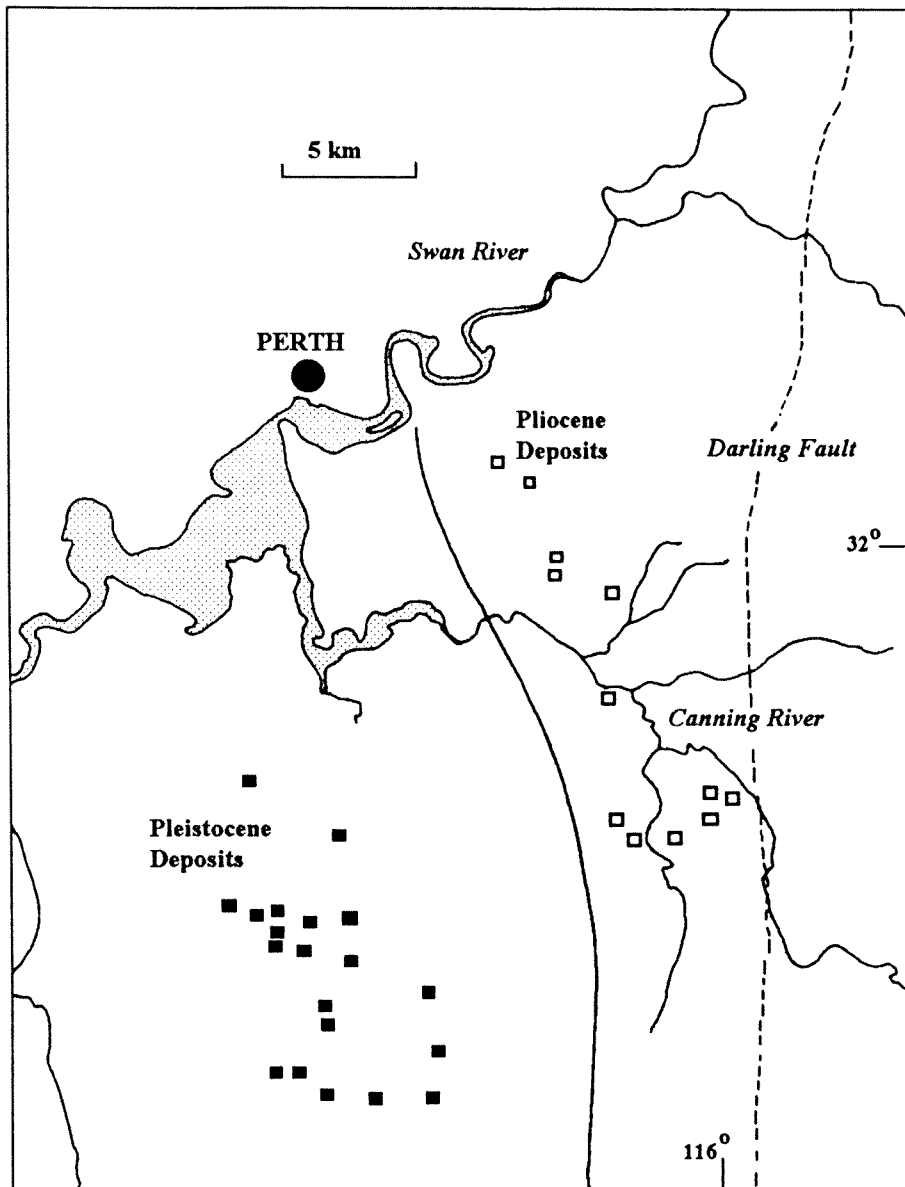 5 km
Swan River
PERTH
Pliocene
Deposits
Darling Fault
32°
Canning River
Pleistocene
Deposits
116°